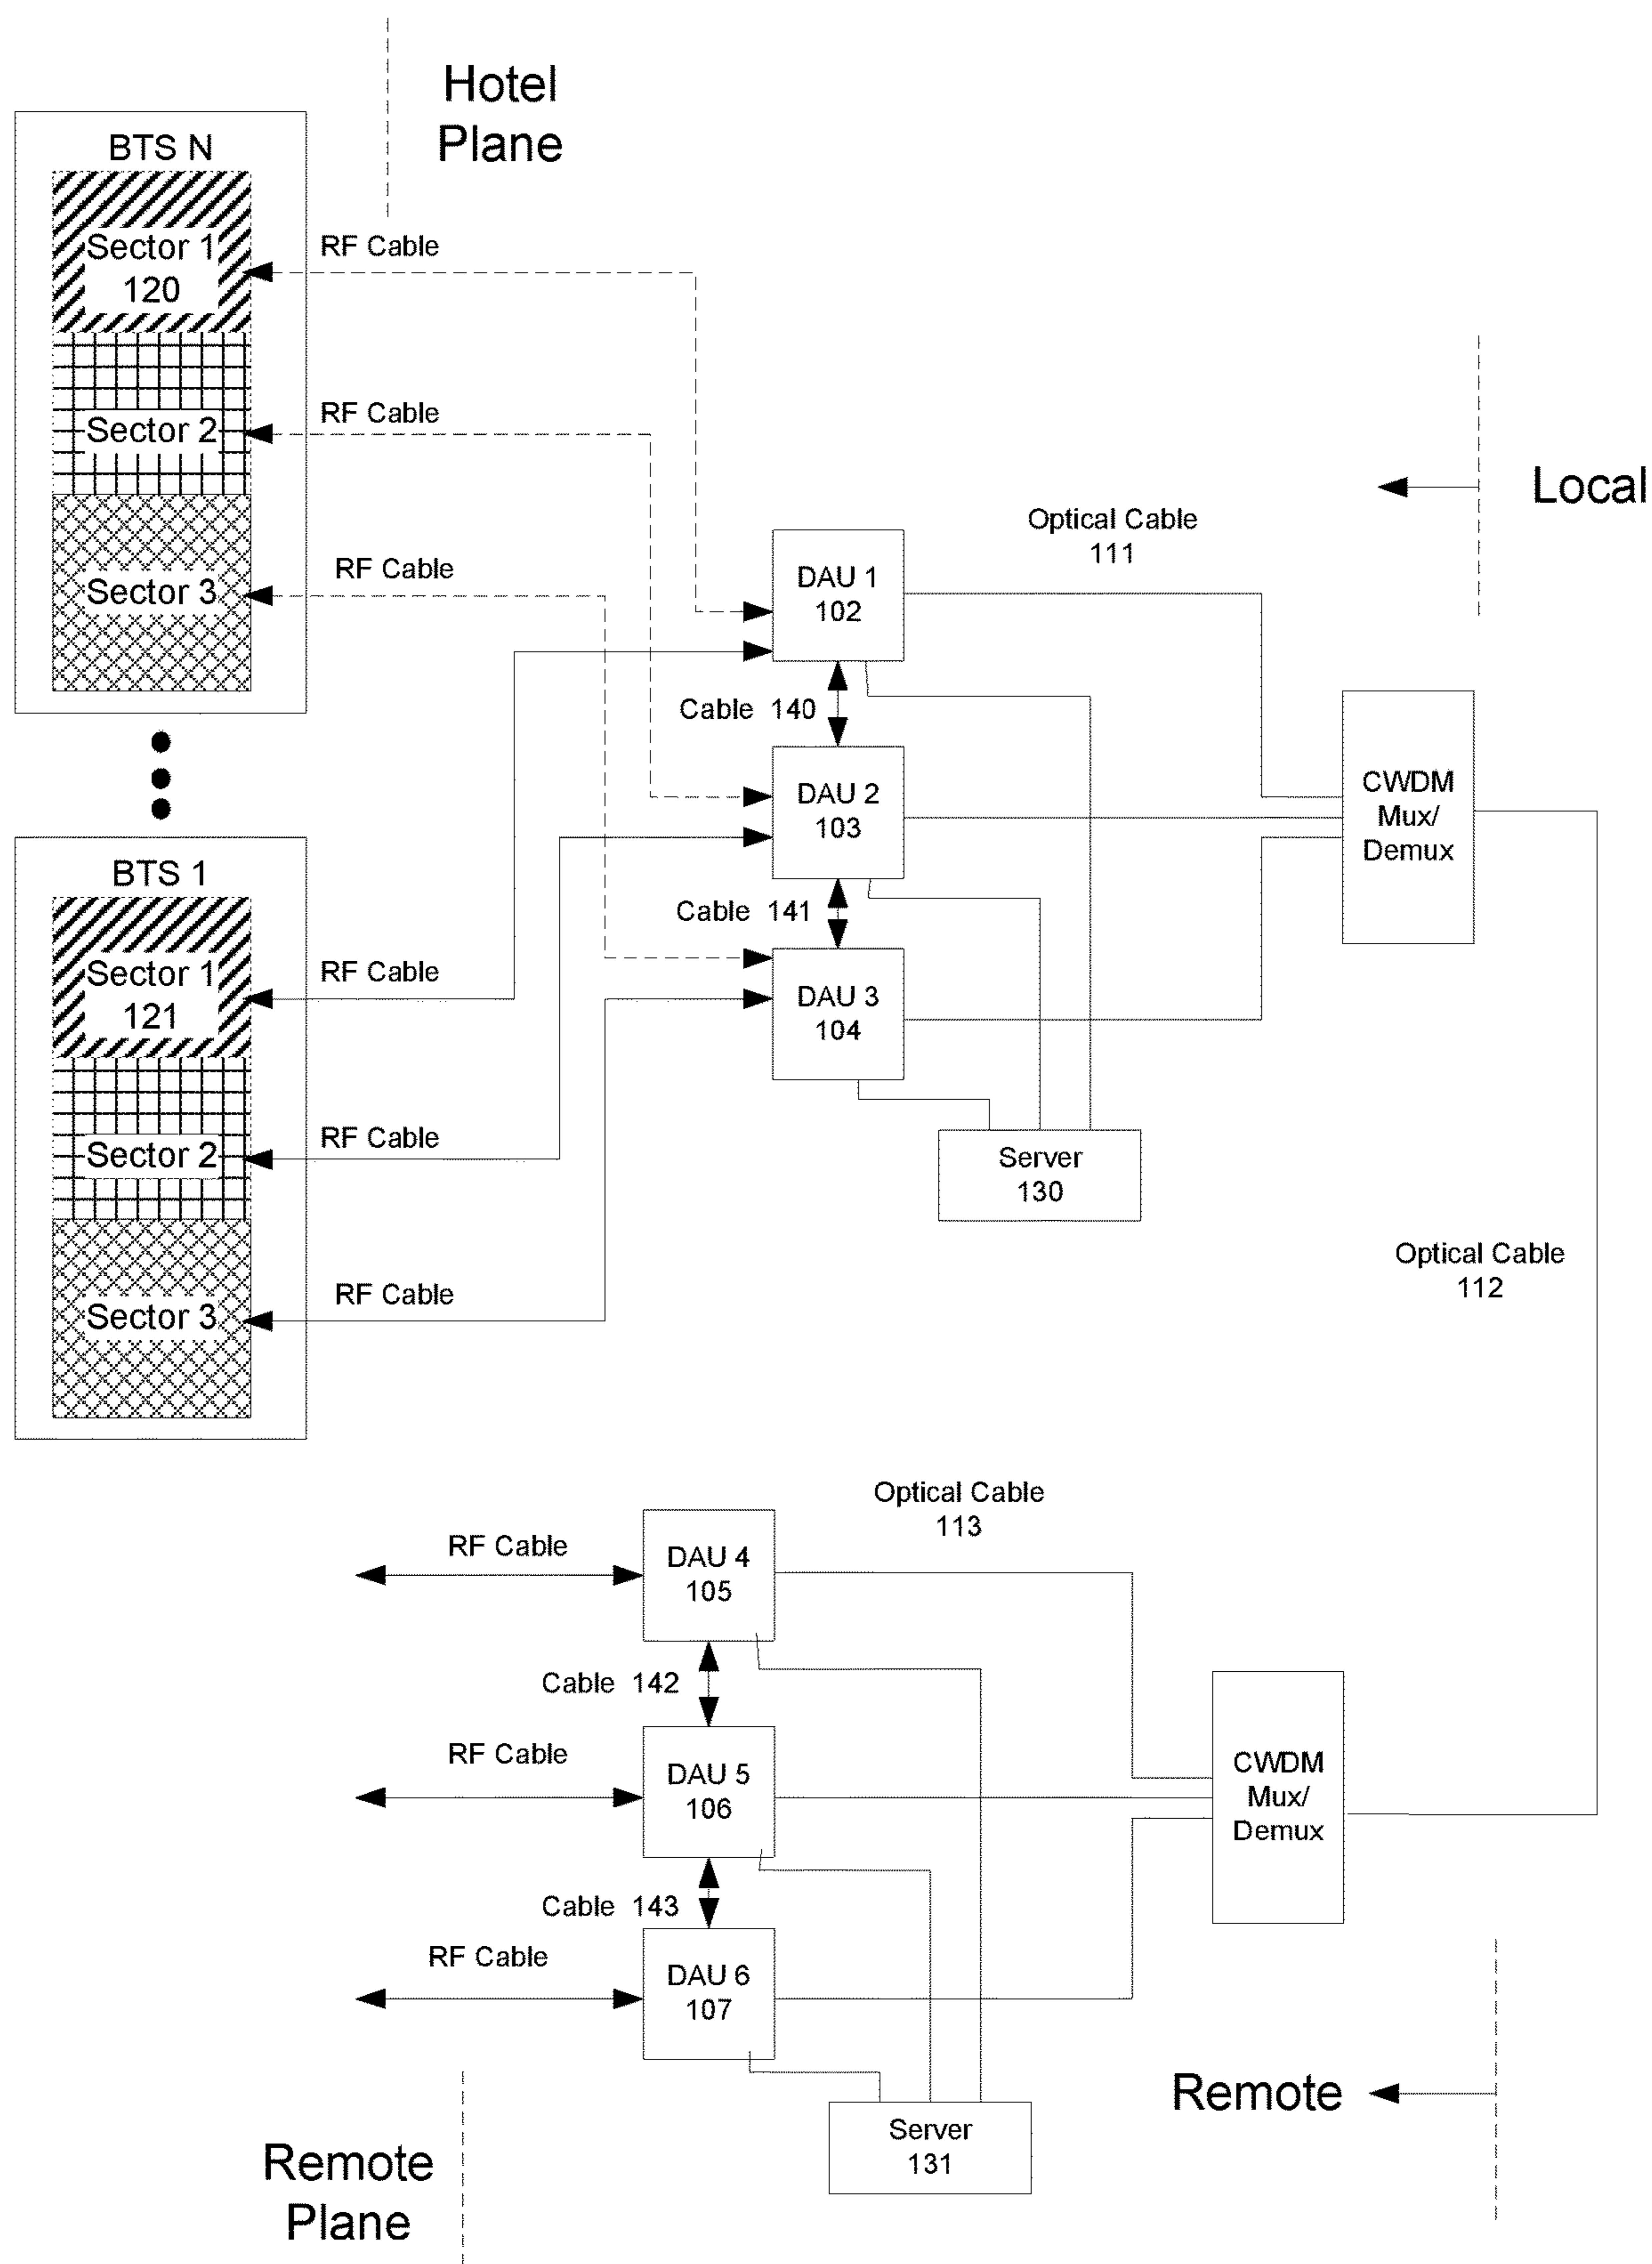 Hotel
Plane
BTS N
Sector 1
120
RF Cable
Sector 2
RF Cable
Sector 3
RF Cable
Local
Optical Cable
111
DAU 1
102
Cable 140
DAU 2
103
CWDM
Mux/
Demux
Cable 141
DAU 3
104
BTS 1
Sector 1
121
RF Cable
Sector 2
RF Cable
Sector 3
RF Cable
Server
130
Optical Cable
112
Optical Cable
113
RF Cable
DAU 4
105
Cable 142
RF Cable
DAU 5
106
CWDM
Mux/
Demux
Cable 143
RF Cable
DAU 6
107
Remote
Server
131
Remote
Plane